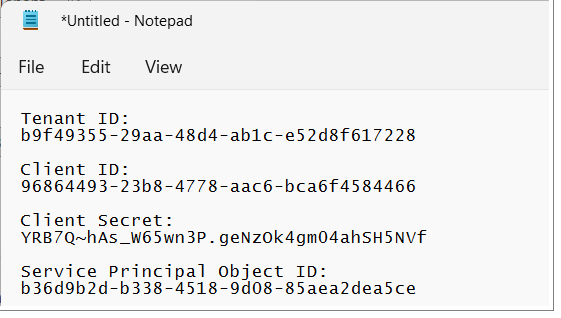 *Untitled - Notepad
File Edit View
Tenant ID:
b9f49355-29aa-48d4-ab1c-e52d8f617228
Client ID:
96864493-23b8-4778-aac6-bca6f4584466
Client Secret:
YRB7Q~hAs_W65wn3P.geNzOk4gm04ahSH5NVf
Service Principal Object ID:
b36d9b2d-b338-4518-9d08-85aea2dea5ce